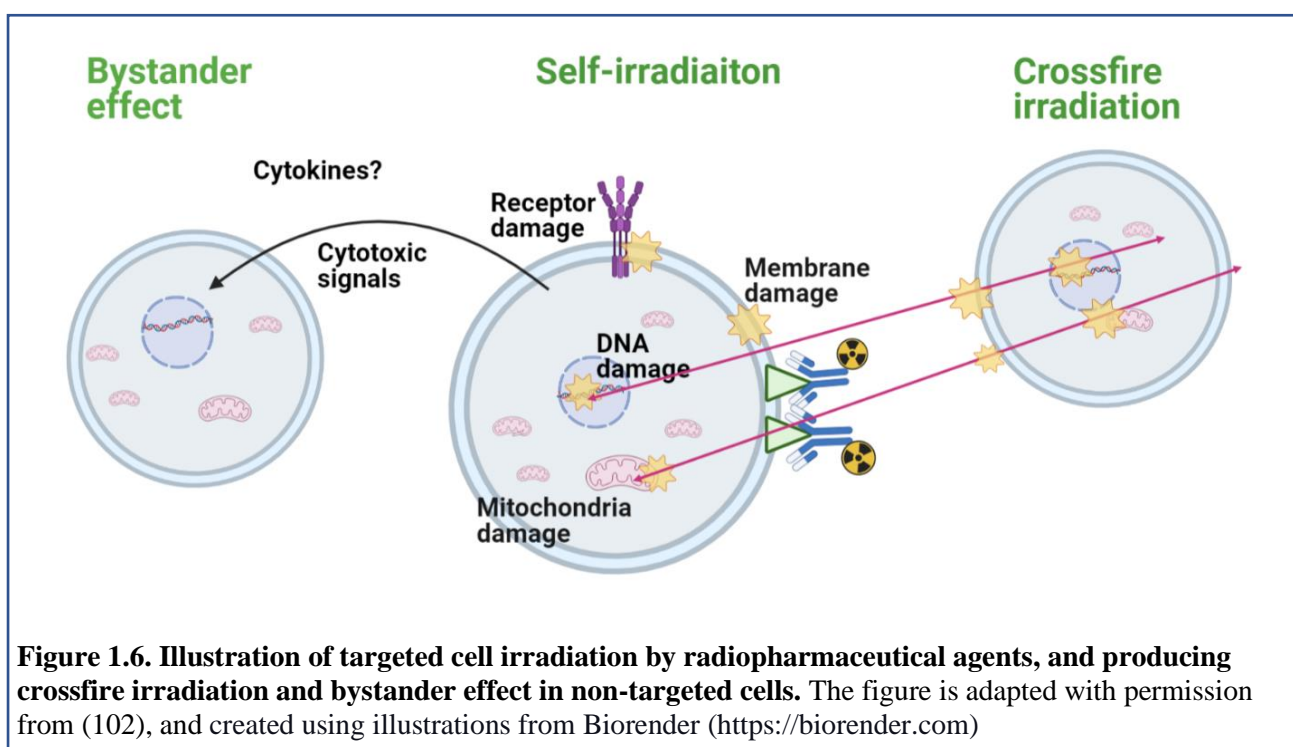 Bystander
effect
Self-irradiaiton
Crossfire
irradiation
Cytokines?
Cytotoxic
signals
Receptor
damage
Membrane
damage
DNA
damage
Mitochondria
damage
Figure 1.6. Illustration of targeted cell irradiation by radiopharmaceutical agents, and producing
crossfire irradiation and bystander effect in non-targeted cells. The figure is adapted with permission
from (102), and created using illustrations from Biorender (https://biorender.com)